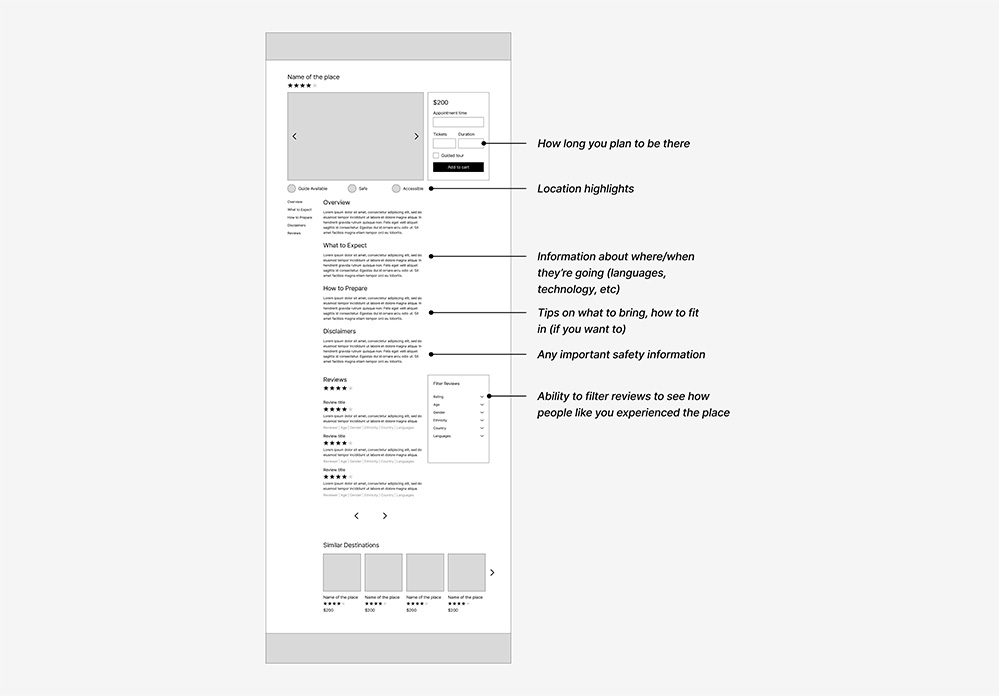 Name of the place
$200
Appointment time
Tickets Duration
Guided tour
Add to cart
How long you plan to be there
Guide Available Safe Accessible
Location highlights
Overview
What to Expect
How to Prepare
Disclaimers
Reviews
Overview
Lorem ipsum dolor sit amet, consectetur adipiscing elit, sed do
eiusmod tempor incididunt ut labore et dolore magna aliqua. In
hendrerit gravida rutrum quisque non. Felis eget velit aliquet
sagittis id consectetur. Egestas dui id ornare arcu odio ut. Sit
amet facilisis magna etiam tempor orci eu lobortis.
What to Expect
Lorem ipsum dolor sit amet, consectetur adipiscing elit, sed do
eiusmod tempor incididunt ut labore et dolore magna aliqua. In
hendrerit gravida rutrum quisque non. Felis eget velit aliquet
sagittis id consectetur. Egestas dui id ornare arcu odio ut. Sit
amet facilisis magna etiam tempor orci eu lobortis.
Information about where/when
they're going (languages,
technology, etc)
How to Prepare
Lorem ipsum dolor sit amet, consectetur adipiscing elit, sed do
eiusmod tempor incididunt ut labore et dolore magna aliqua. In
hendrerit gravida rutrum quisque non. Felis eget velit aliquet
sagittis id consectetur. Egestas dui id ornare arcu odio ut. Sit
amet facilisis magna etiam tempor orci eu lobortis.
Tips on what to bring, how to fit
in (if you want to)
Disclaimers
Lorem ipsum dolor sit amet, consectetur adipiscing elit, sed do
eiusmod tempor incididunt ut labore et dolore magna aliqua. In
hendrerit gravida rutrum quisque non. Felis eget velit aliquet
sagittis id consectetur. Egestas dui id ornare arcu odio ut. Sit
amet facilisis magna etiam tempor orci eu lobortis.
Any important safety information
Reviews
Review title
Lorem ipsum dolor sit amet, consectetur adipiscing elit, sed do
eiusmod tempor incididunt ut labore et dolore magna aliqua.
Reviewer | Age | Gender | Ethnicity | Country | Languages
Review title
Lorem ipsum dolor sit amet, consectetur adipiscing elit, sed do
eiusmod tempor incididunt ut labore et dolore magna aliqua.
Reviewer | Age | Gender | Ethnicity | Country | Languages
Review title
Lorem ipsum dolor sit amet, consectetur adipiscing elit, sed do
eiusmod tempor incididunt ut labore et dolore magna aliqua.
Reviewer | Age | Gender | Ethnicity | Country | Languages
Filter Reviews
Rating
Age
Gender
Ethnicity
Country
Languages
Ability to filter reviews to see how
people like you experienced the place
Similar Destinations
Name of the place Name of the place Name of the place Name of the place
$200 $200 $200 $200